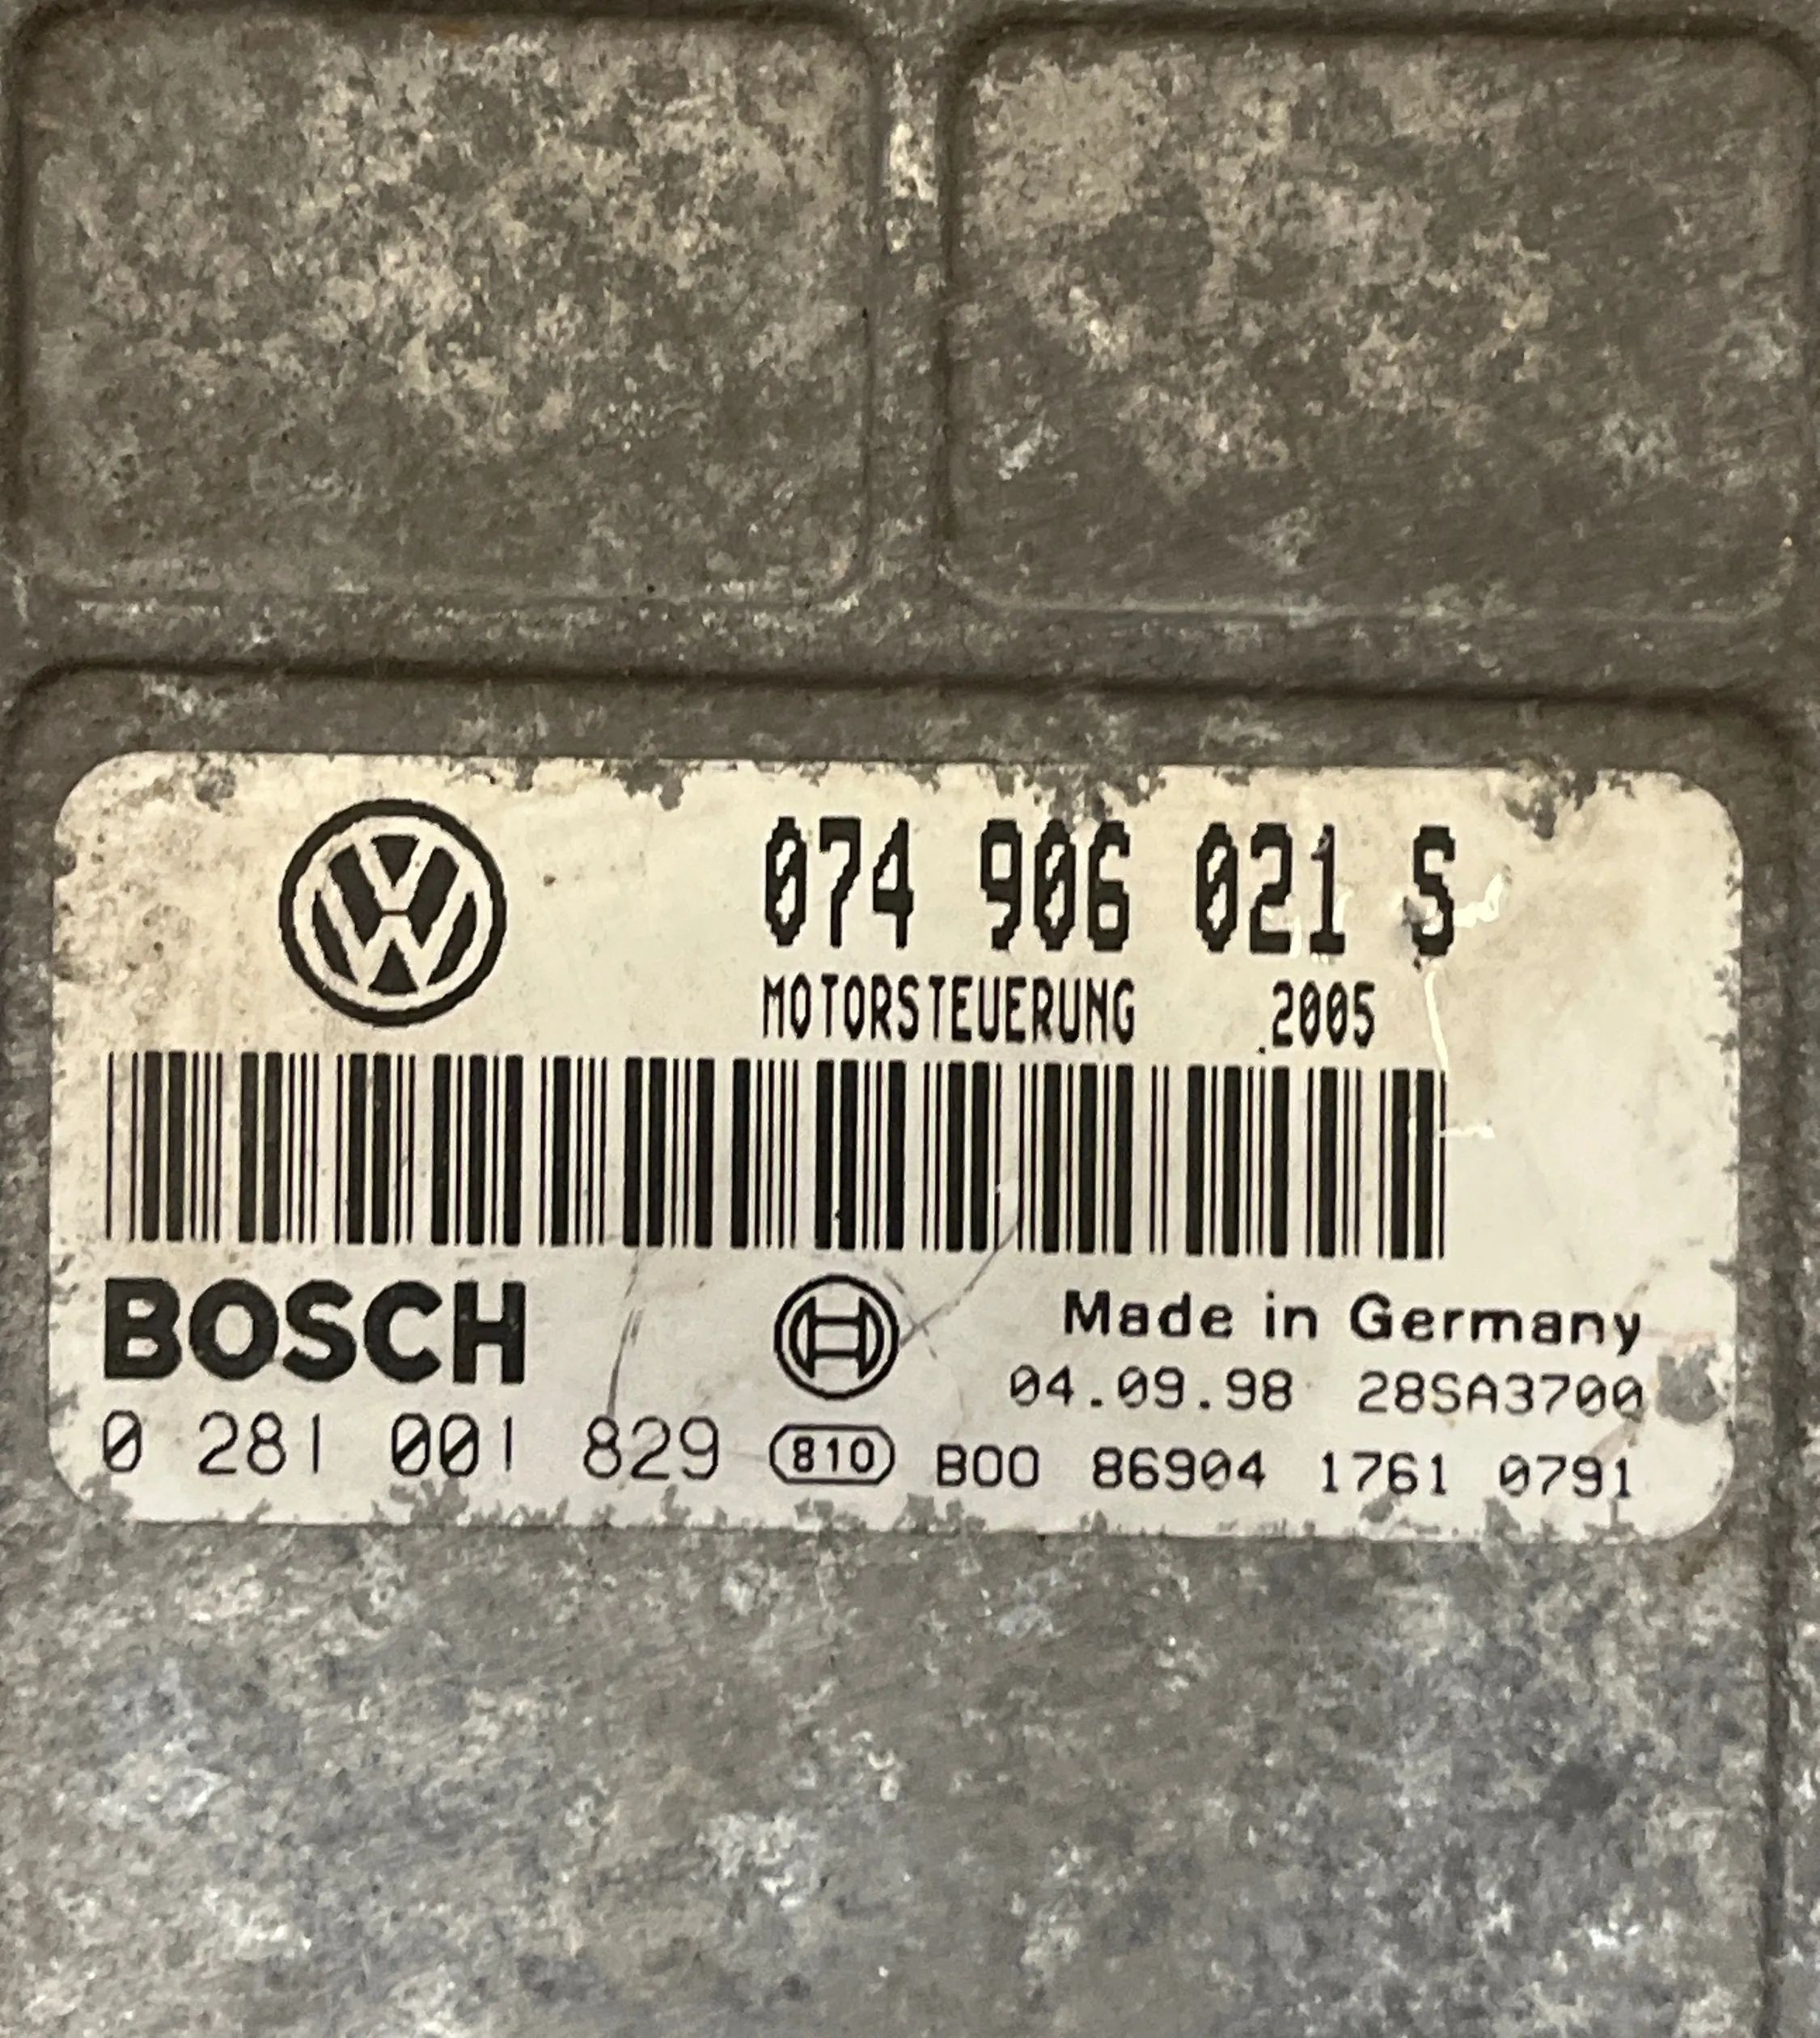 074 906 021 S
MOTORSTEUERUNG 2005
BOSCH
Made in Germany
04.09.98 28SA3700
0 281 001 829 810 B00 86904 1761 0791